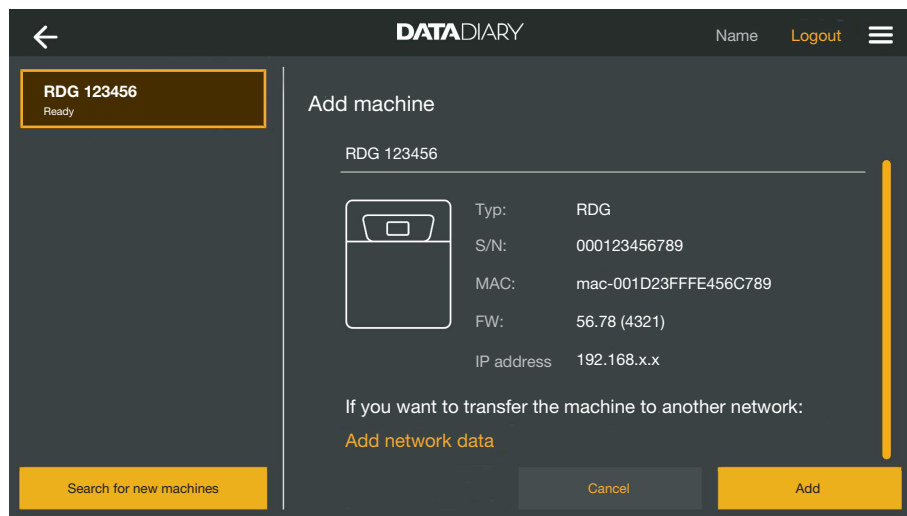 DATADIARY
Name
Logout
RDG 123456
Ready
Add machine
RDG 123456
Typ: RDG
S/N: 000123456789
MAC: mac-001D23FFFE456C789
FW: 56.78 (4321)
IP address 192.168.x.x
If you want to transfer the machine to another network:
Add network data
Search for new machines
Cancel
Add